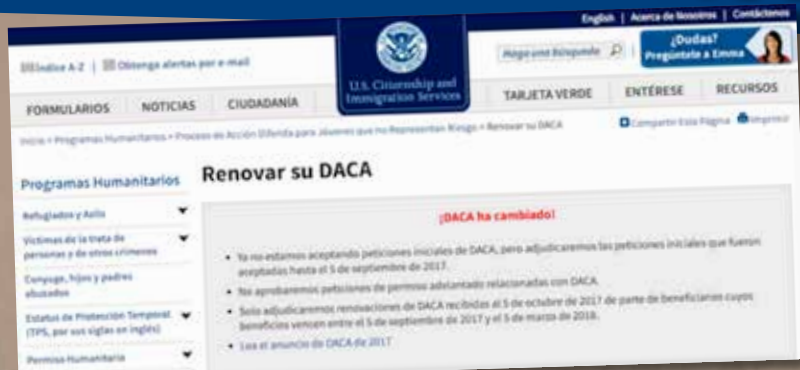 English | Acerca de Nosotros | Contáctenos
Índice A-Z | Obtenga alertas por e-mail
Haga una Búsqueda
¿Dudas?
Pregúntele a Emma
U.S. Citizenship and
Immigration Services
FORMULARIOS NOTICIAS CIUDADANÍA TARJETA VERDE ENTÉRESE RECURSOS
Inicio > Programas Humanitarios > Proceso de Acción Diferida para Jóvenes que no Representan Riesgo > Renovar su DACA
Compartir Esta Página Imprimir
Programas Humanitarios
Renovar su DACA
Refugiados y Asilo
Víctimas de la trata de
personas y de otros crímenes
Conyuge, hijos y padres
abusados
Estatus de Protección Temporal
(TPS, por sus siglas en inglés)
Permiso Humanitario
¡DACA ha cambiado!
• Ya no estamos aceptando peticiones iniciales de DACA, pero adjudicaremos las peticiones iniciales que fueron
aceptadas hasta el 5 de septiembre de 2017.
• No aprobaremos peticiones de permiso adelantado relacionadas con DACA.
• Solo adjudicaremos renovaciones de DACA recibidas al 5 de octubre de 2017 de parte de beneficiarios cuyos
beneficios vencen entre el 5 de septiembre de 2017 y el 5 de marzo de 2018.
• Lea el anuncio de DACA de 2017